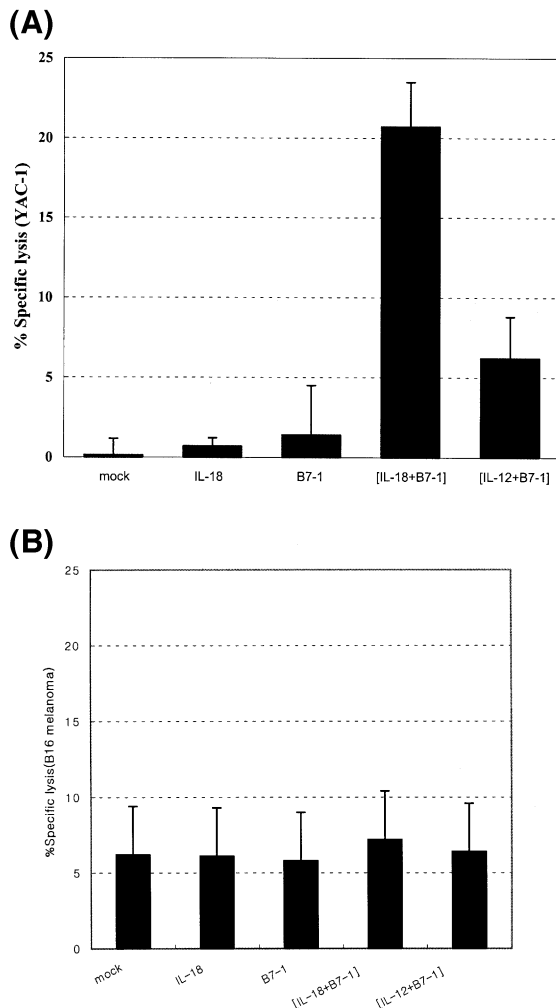 (A)
% Specific lysis (YAC-1)
25
20
15
10
5
0
mock IL-18 B7-1 [IL-18+B7-1] [IL-12+B7-1]
(B)
%Specific lysis(B16 melanoma)
25
20
15
10
5
0
mock IL-18 B7-1 [IL-18+B7-1] [IL-12+B7-1]